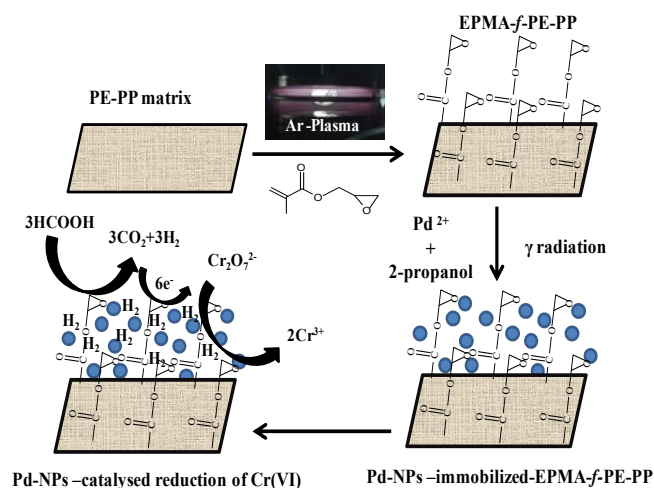 EPMA-f-PE-PP
PE-PP matrix
Ar-Plasma
O
O
O
3HCOOH
3CO₂+3H₂
6e⁻
Cr₂O₇²⁻
Pd ²⁺
+
2-propanol
γ radiation
H₂ H₂ H₂
H₂ H₂
H₂ H₂
H₂
2Cr³⁺
Pd-NPs –catalysed reduction of Cr(VI)
Pd-NPs –immobilized-EPMA-f-PE-PP